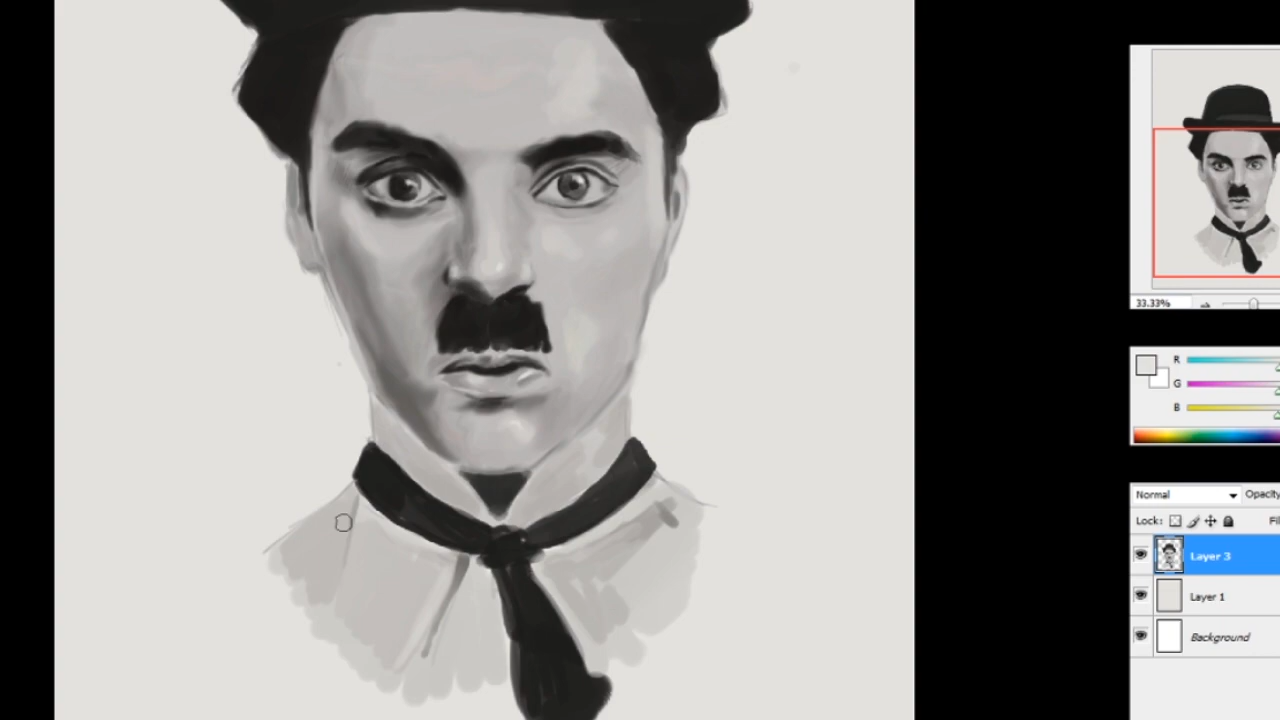 33.33%
R
G
B
Normal
Opacity
Lock:
Layer 3
Layer 1
Background